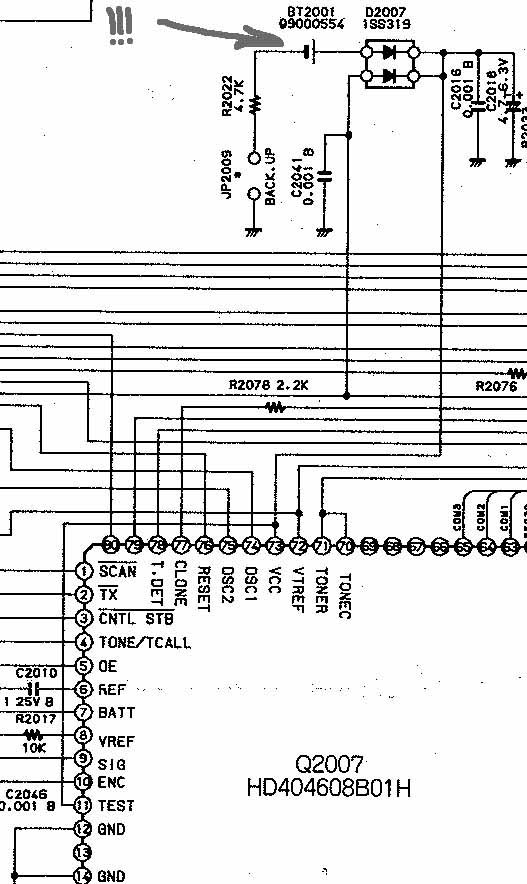 !!!
BT2001
Q9000554
D2007
1SS319
R2022
4.7K
JP2009
*
BACK.UP
C2041
0.001 B
C2016
0.001 B
C2018
4.7-6.3V
+
R2078 2.2K
R2076
COM3
COM2
COM1
80 79 78 77 76 75 74 73 72 71 70 69 68 67 66 65 64 63
T.DET
CLONE
RESET
OSC2
OSC1
VCC
VTREF
TONER
TONEC
1 SCAN
2 TX
3 CNTL STB
4 TONE/TCALL
5 OE
C2010
6 REF
1 25V B
7 BATT
R2017
8 VREF
10K
9 SIG
10 ENC
C2046
0.001 B
11 TEST
12 GND
13
14 GND
Q2007
HD404608B01H